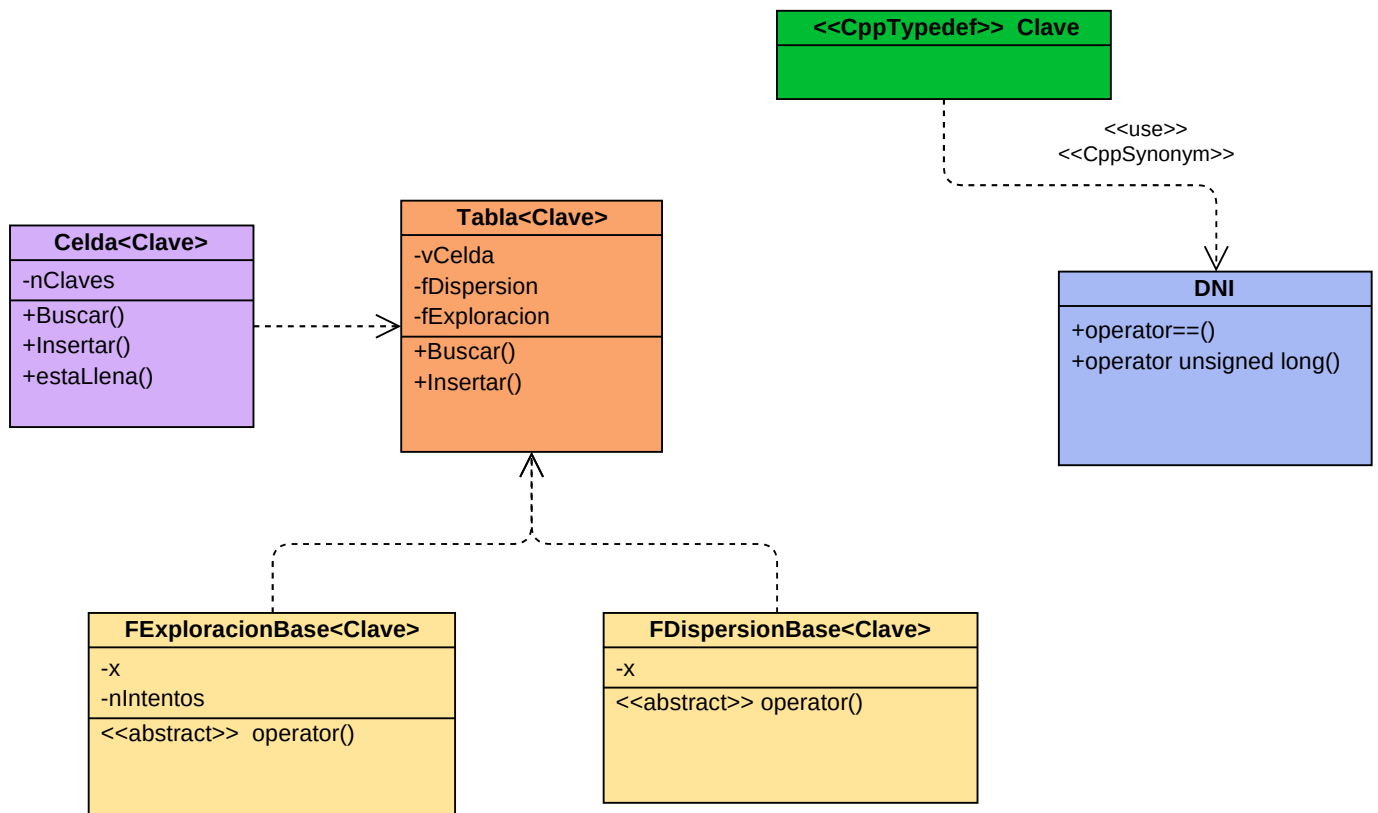 <<CppTypedef>>  Clave
<<use>>
<<CppSynonym>>
Celda<Clave>
-nClaves
+Buscar()
+Insertar()
+estaLlena()
Tabla<Clave>
-vCelda
-fDispersion
-fExploracion
+Buscar()
+Insertar()
DNI
+operator==()
+operator unsigned long()
FExploracionBase<Clave>
-x
-nIntentos
<<abstract>>  operator()
FDispersionBase<Clave>
-x
<<abstract>> operator()